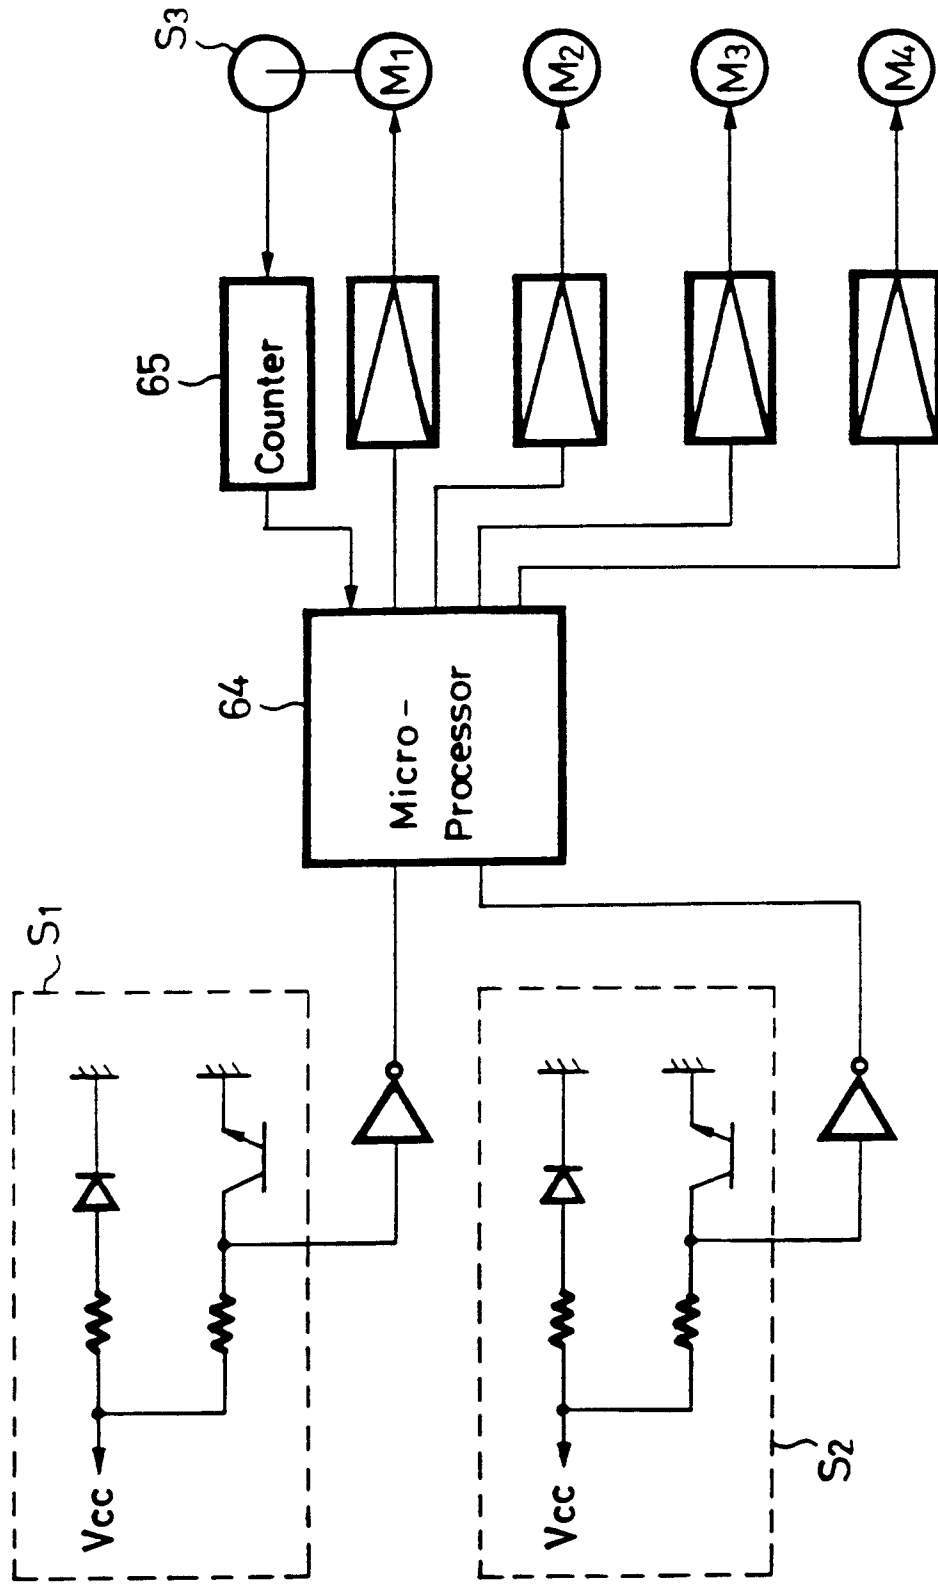 S1
Vcc
S2
Vcc
64
Micro-
Processor
65
Counter
S3
M1
M2
M3
M4